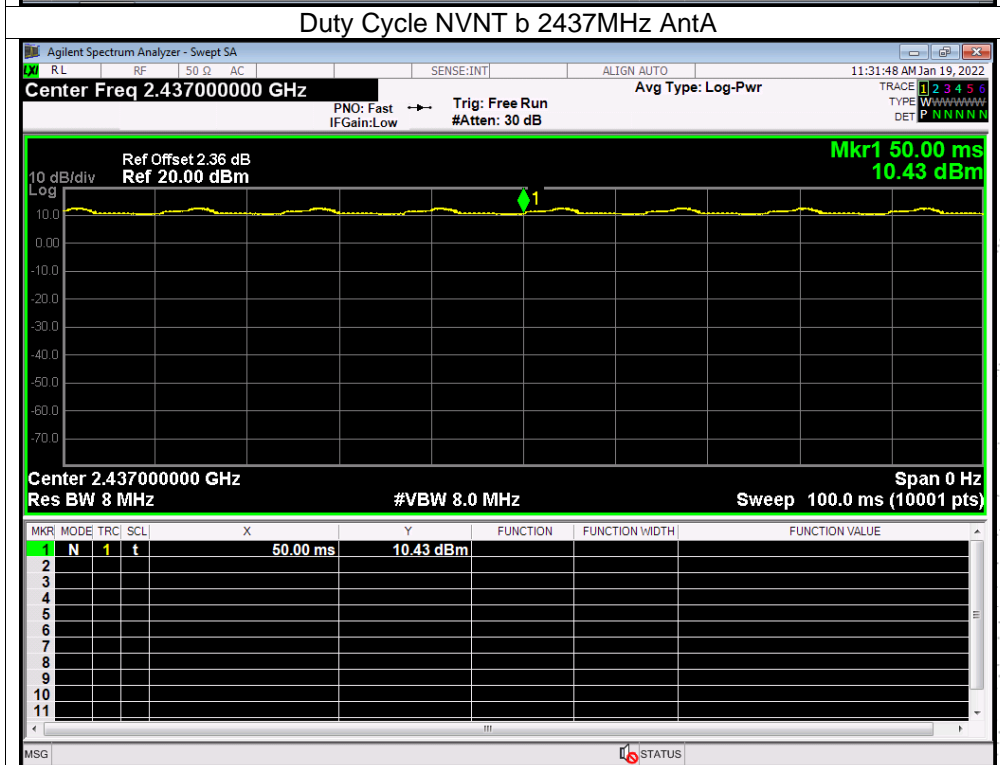 Duty Cycle NVNT b 2437MHz AntA
Agilent Spectrum Analyzer - Swept SA
LXI RL RF 50 Ω AC SENSE:INT ALIGN AUTO 11:31:48 AM Jan 19, 2022
Center Freq 2.437000000 GHz Avg Type: Log-Pwr TRACE 1 2 3 4 5 6
PNO: Fast Trig: Free Run TYPE WWWWWW
IFGain:Low #Atten: 30 dB DET P N N N N N
Mkr1 50.00 ms
Ref Offset 2.36 dB
10 dB/div Ref 20.00 dBm 10.43 dBm
Log
1
10.0
0.00
-10.0
-20.0
-30.0
-40.0
-50.0
-60.0
-70.0
Center 2.437000000 GHz Span 0 Hz
Res BW 8 MHz #VBW 8.0 MHz Sweep 100.0 ms (10001 pts)
MKR MODE TRC SCL X Y FUNCTION FUNCTION WIDTH FUNCTION VALUE
1 N 1 t 50.00 ms 10.43 dBm
2
3
4
5
6
7
8
9
10
11
MSG STATUS